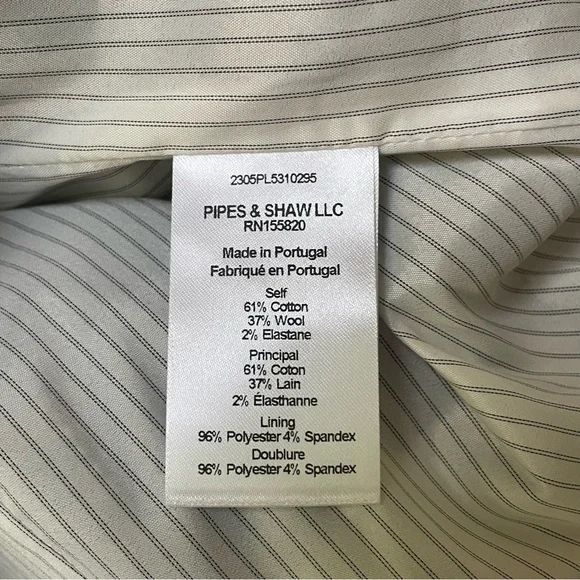 2305PL5310295
PIPES & SHAW LLC
RN155820
Made in Portugal
Fabriqué en Portugal
Self
61% Cotton
37% Wool
2% Elastane
Principal
61% Coton
37% Lain
2% Élasthanne
Lining
96% Polyester 4% Spandex
Doublure
96% Polyester 4% Spandex